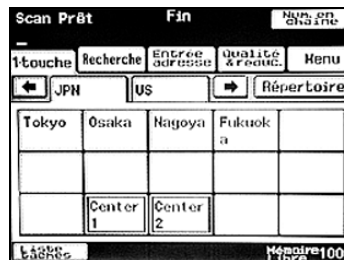 Scan Prêt Fin Num. en chaîne
1-touche Recherche Entrée adresse Qualité & réduc. Menu
JPN US Répertoire
Tokyo Osaka Nagoya Fukuoka
Center 1 Center 2
Liste tâches Mémoire Libre 100